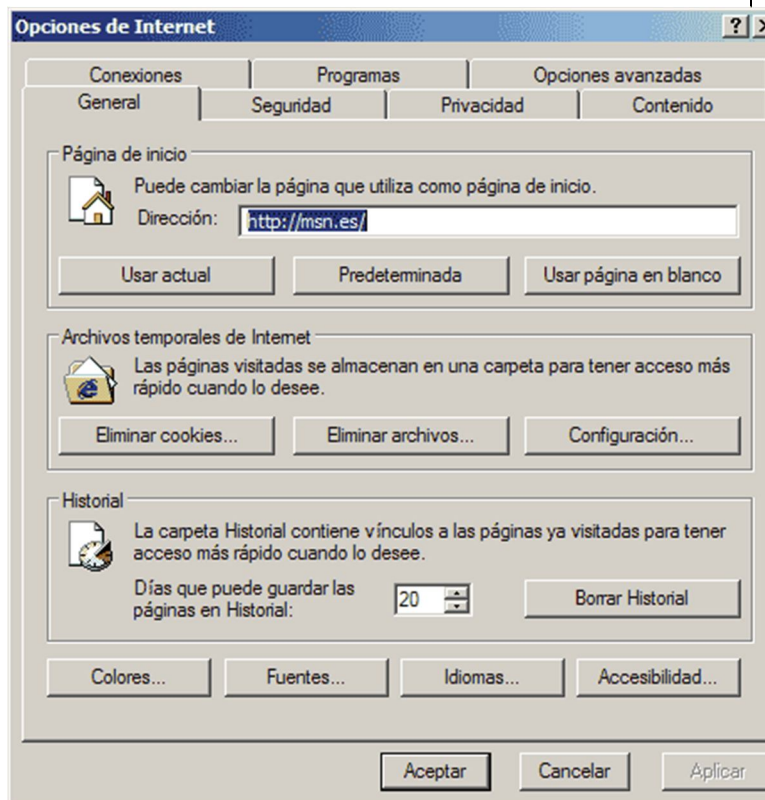 Opciones de Internet
Conexiones Programas Opciones avanzadas
General Seguridad Privacidad Contenido
Página de inicio
Puede cambiar la página que utiliza como página de inicio.
Dirección: http://msn.es/
Usar actual Predeterminada Usar página en blanco
Archivos temporales de Internet
Las páginas visitadas se almacenan en una carpeta para tener acceso más
rápido cuando lo desee.
Eliminar cookies... Eliminar archivos... Configuración...
Historial
La carpeta Historial contiene vínculos a las páginas ya visitadas para tener
acceso más rápido cuando lo desee.
Días que puede guardar las
páginas en Historial: 20 Borrar Historial
Colores... Fuentes... Idiomas... Accesibilidad...
Aceptar Cancelar Aplicar